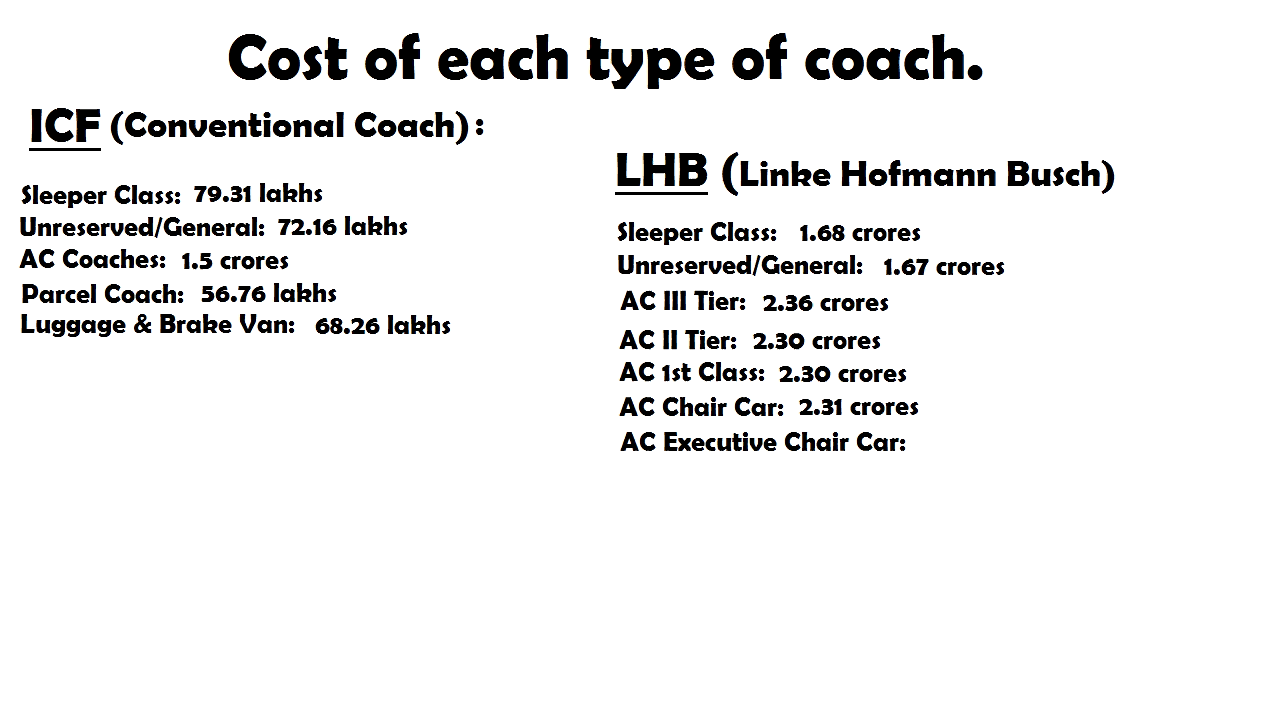 Cost of each type of coach.
ICF (Conventional Coach) :
Sleeper Class: 79.31 lakhs
Unreserved/General: 72.16 lakhs
AC Coaches: 1.5 crores
Parcel Coach: 56.76 lakhs
Luggage & Brake Van: 68.26 lakhs
LHB (Linke Hofmann Busch)
Sleeper Class: 1.68 crores
Unreserved/General: 1.67 crores
AC III Tier: 2.36 crores
AC II Tier: 2.30 crores
AC 1st Class: 2.30 crores
AC Chair Car: 2.31 crores
AC Executive Chair Car: